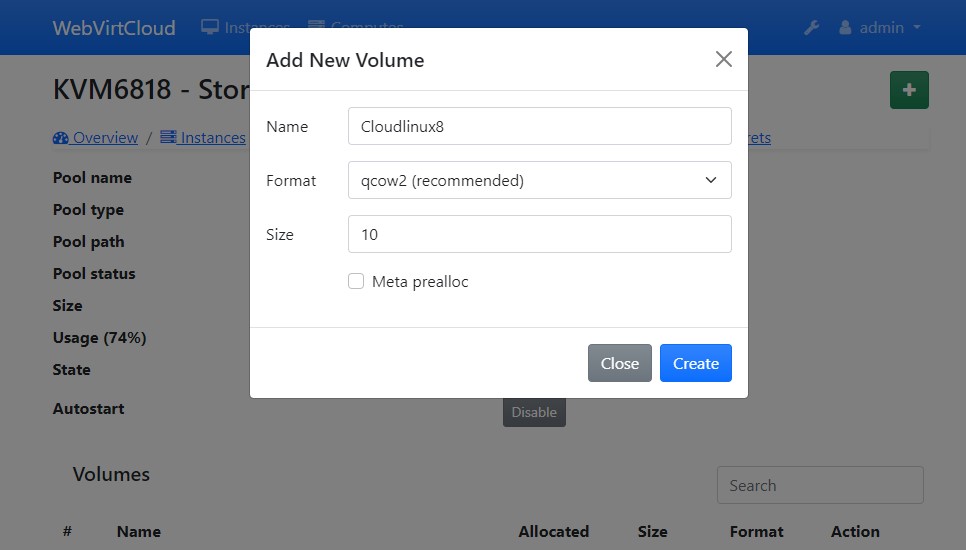 WebVirtCloud Instances Computes admin
Add New Volume
KVM6818 - Stor
Name Cloudlinux8
Overview / Instances
rets
Format qcow2 (recommended)
Pool name
Pool type
Size 10
Pool path
Pool status
Meta prealloc
Size
Usage (74%)
State
Close Create
Autostart
Disable
Volumes
Search
# Name Allocated Size Format Action